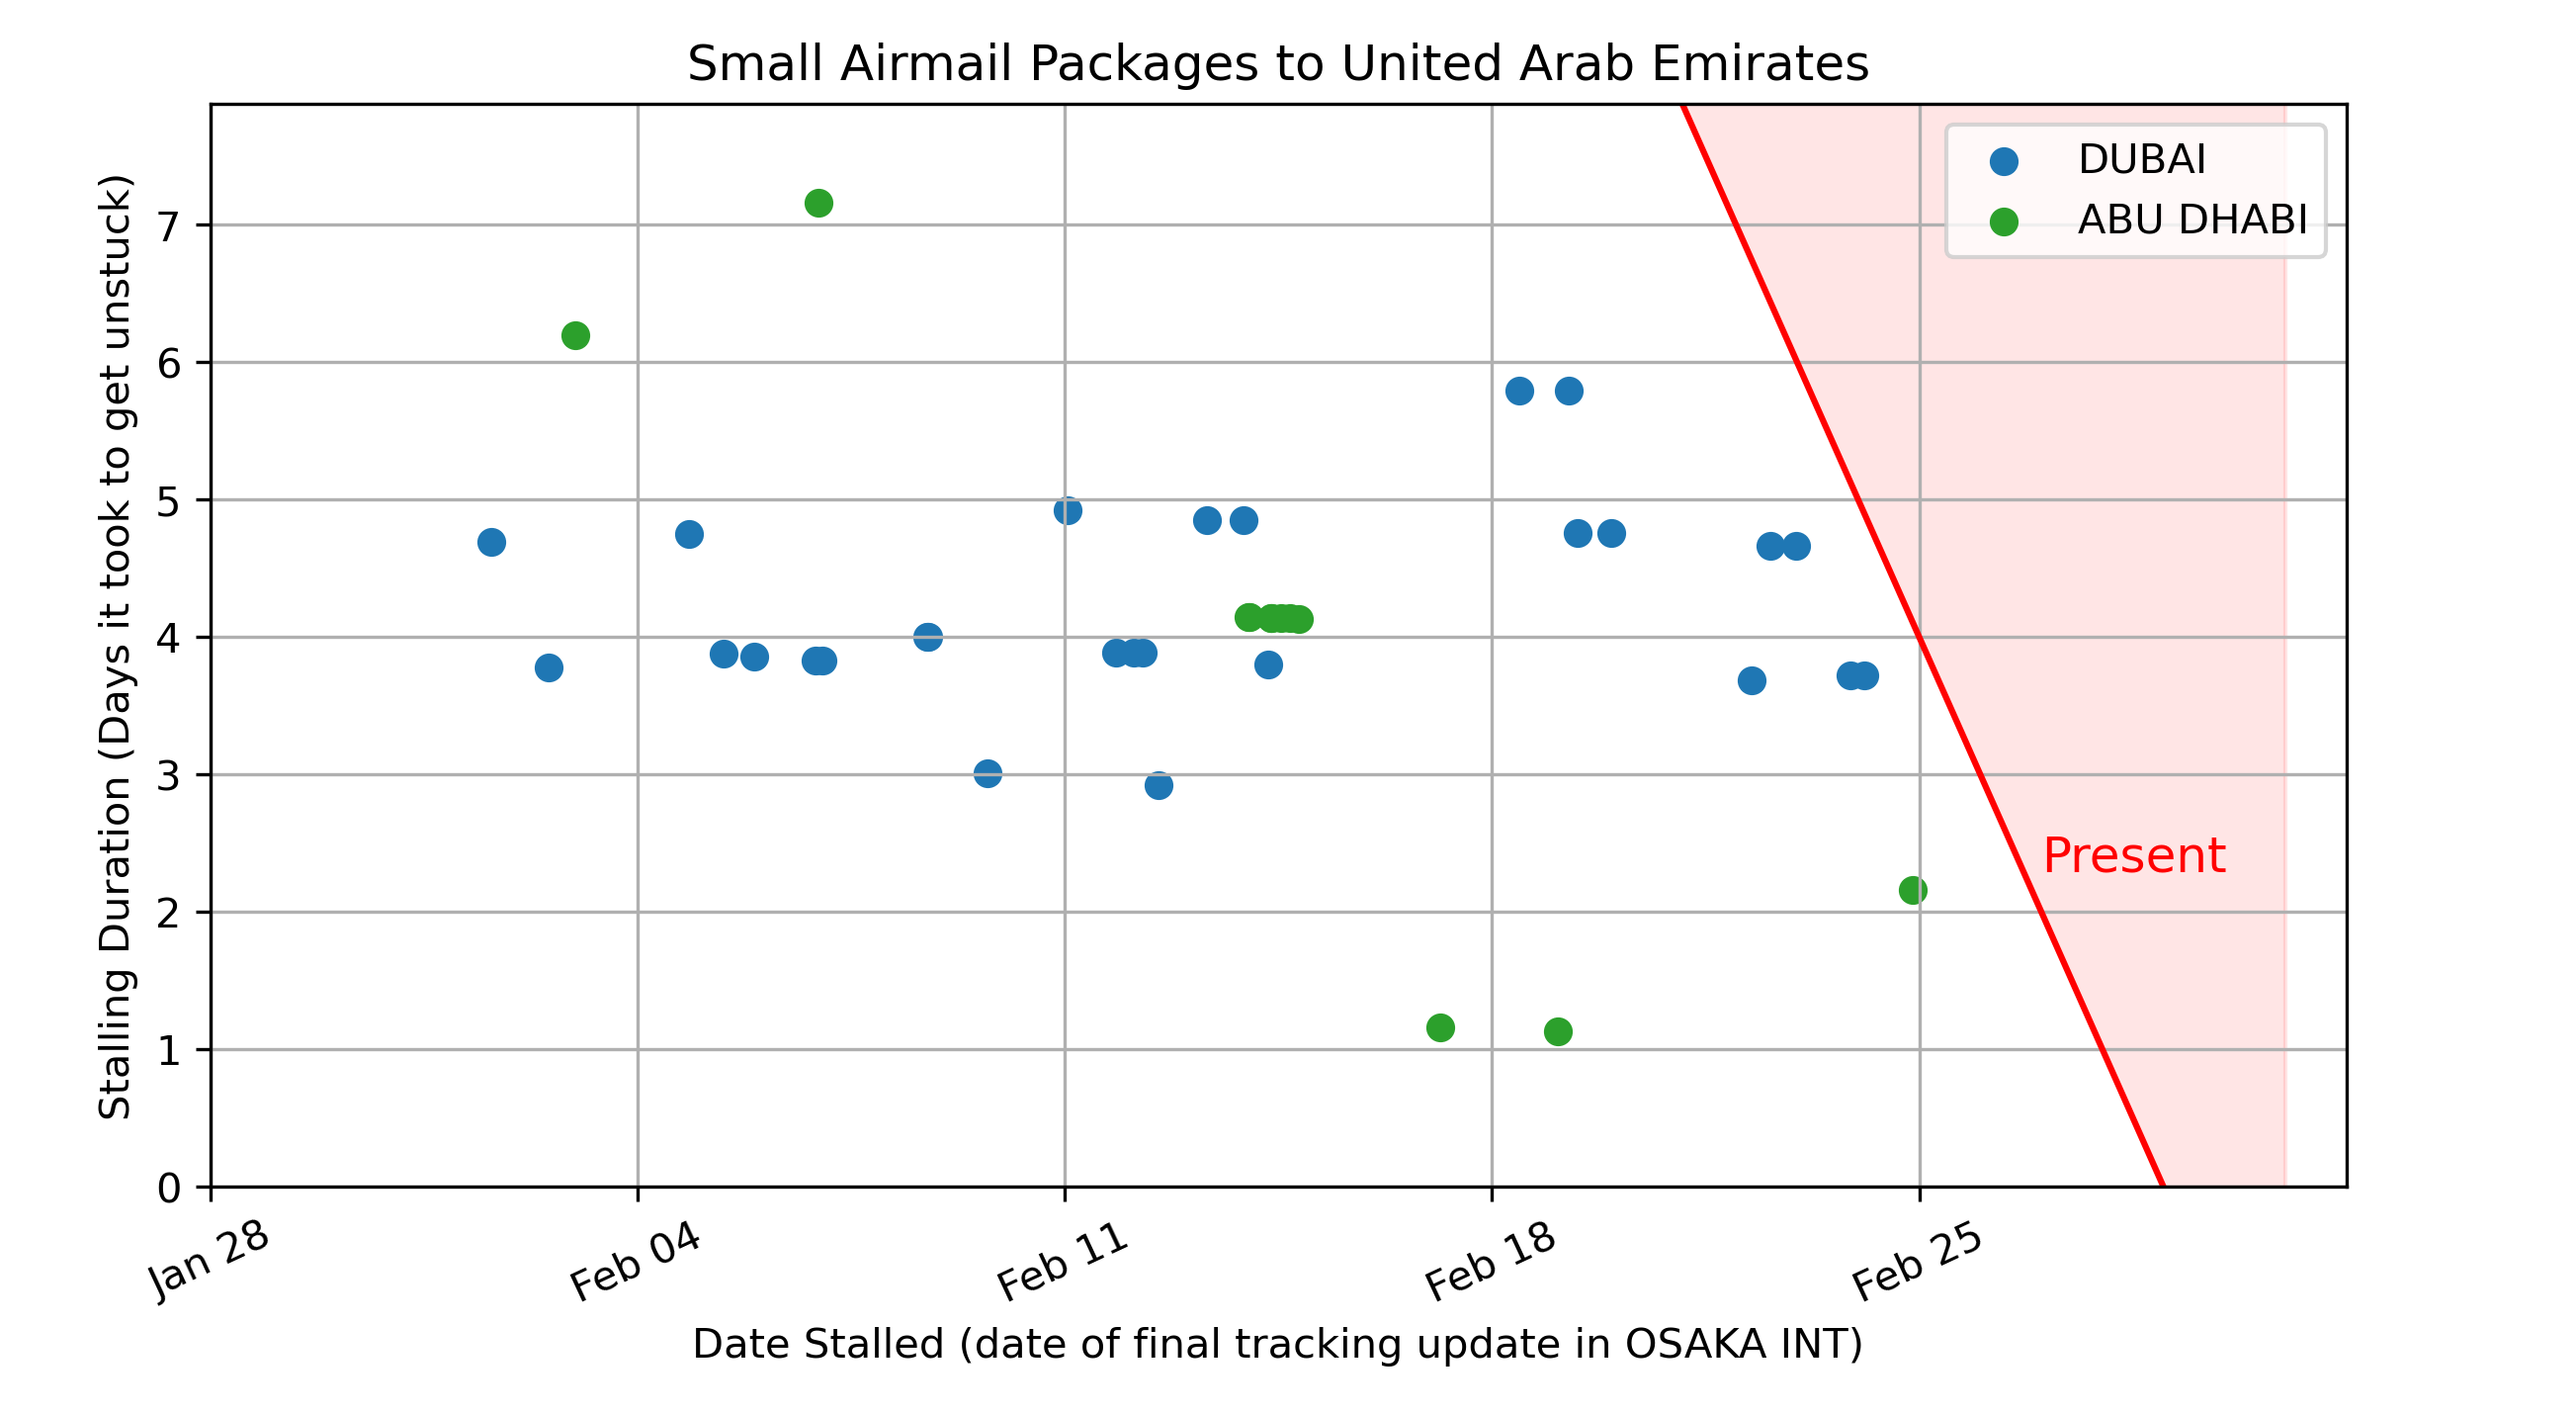 Small Airmail Packages to United Arab Emirates
DUBAI
ABU DHABI
Stalling Duration (Days it took to get unstuck)
7
6
5
4
3
2
1
0
Present
Jan 28
Feb 04
Feb 11
Feb 18
Feb 25
Date Stalled (date of final tracking update in OSAKA INT)